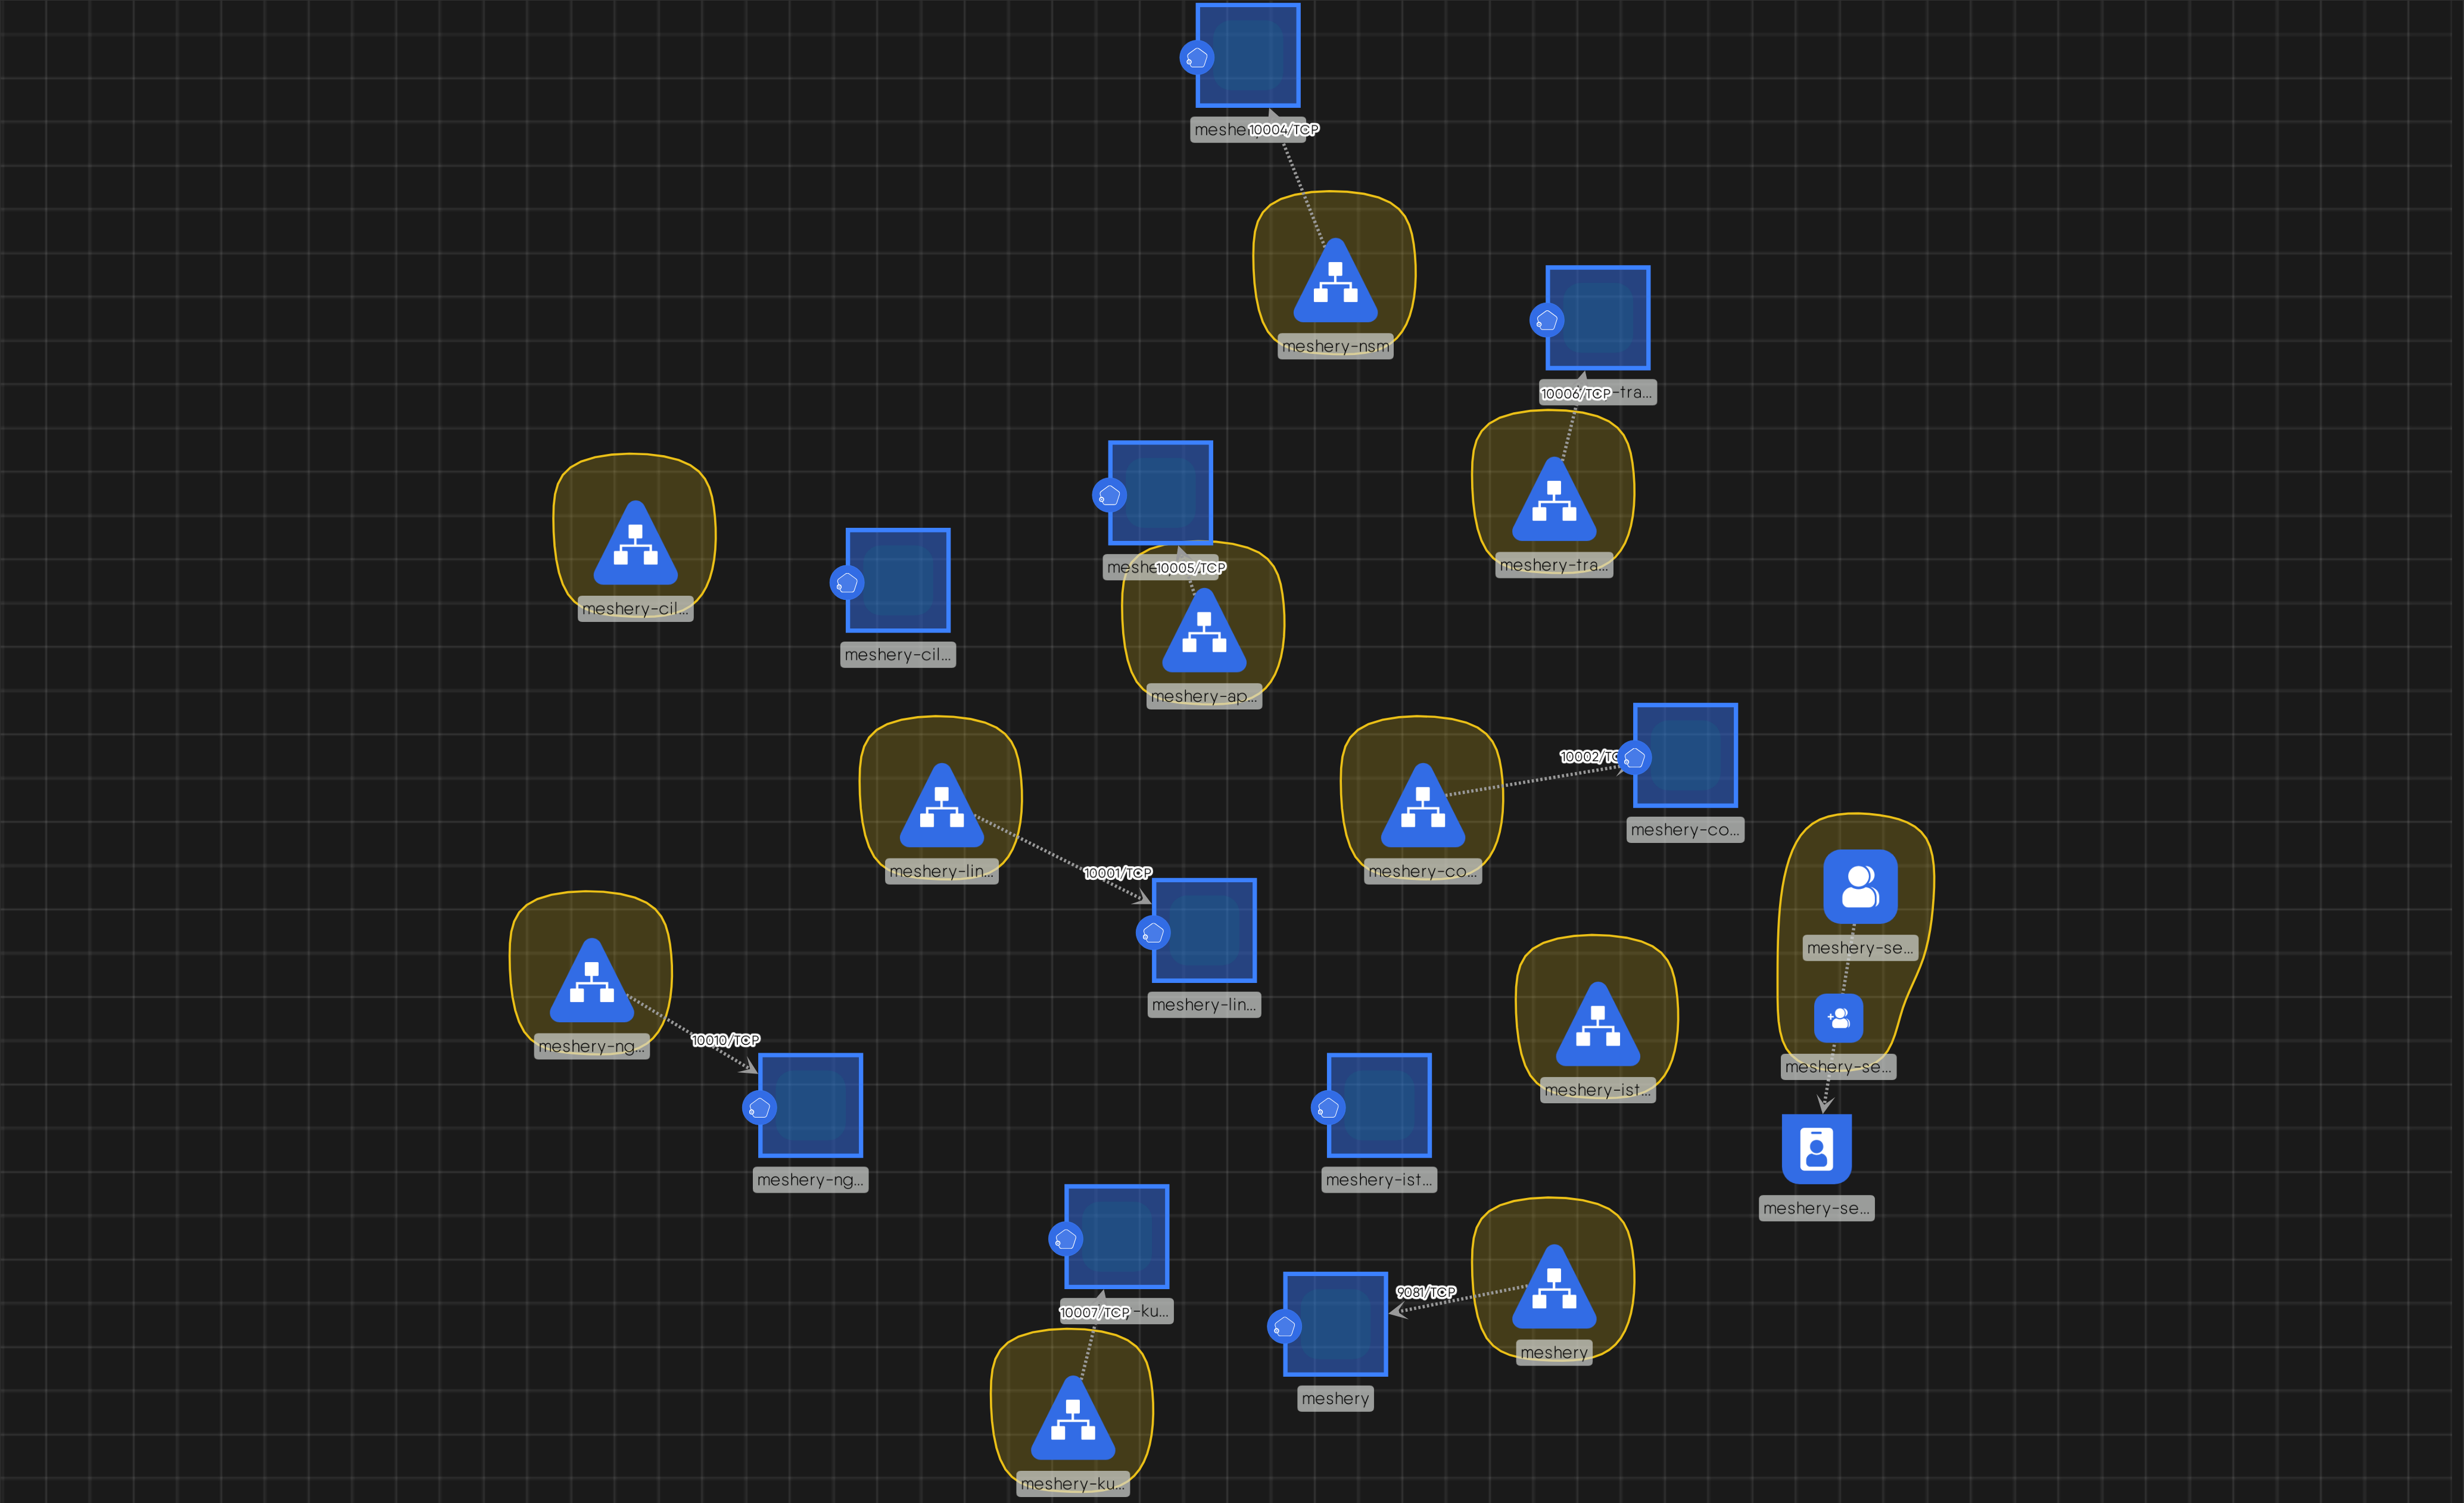 meshe
10004/TCP
meshery-nsm
10006/TCP
-tra...
meshe
10005/TCP
meshery-tra...
meshery-cil...
meshery-cil...
meshery-ap...
10002/TC
meshery-co...
meshery-lin...
10001/TCP
meshery-co...
meshery-se...
meshery-lin...
meshery-ng...
10010/TCP
meshery-se...
meshery-ist...
meshery-ng...
meshery-ist...
meshery-se...
10007/TCP
-ku...
9081/TCP
meshery
meshery
meshery-ku...